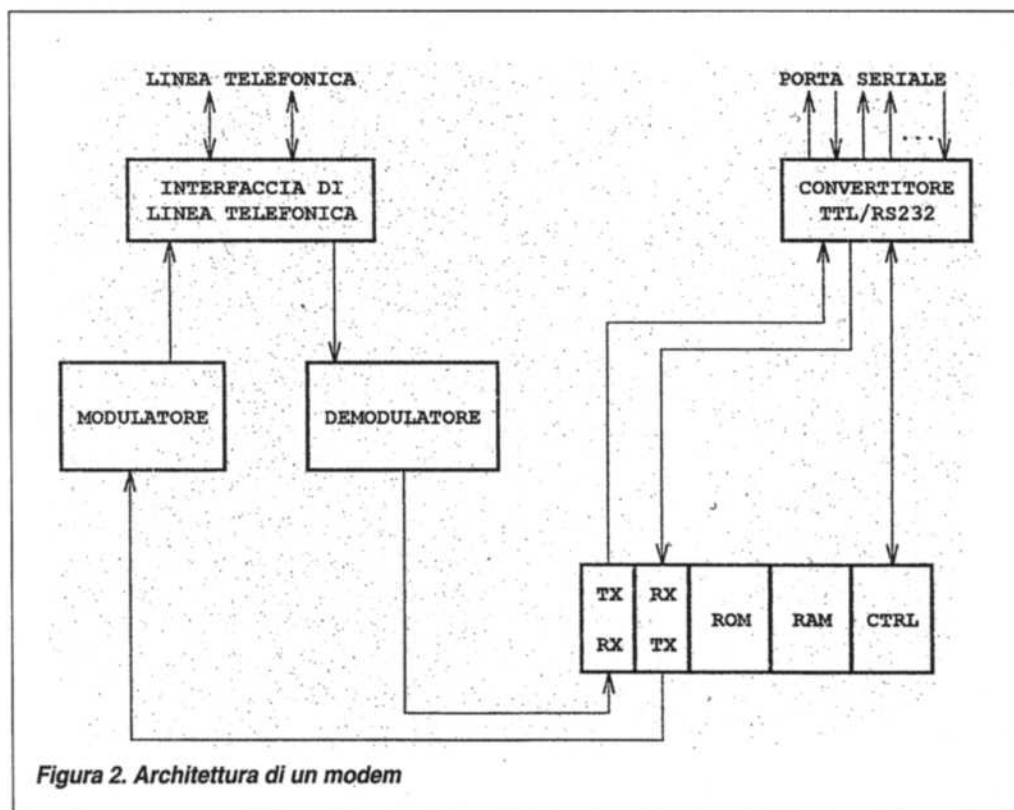 LINEA TELEFONICA
PORTA SERIALE
...
INTERFACCIA DI
LINEA TELEFONICA
CONVERTITORE
TTL/RS232
MODULATORE
DEMODULATORE
TX
RX
RX
TX
ROM
RAM
CTRL
Figura 2. Architettura di un modem